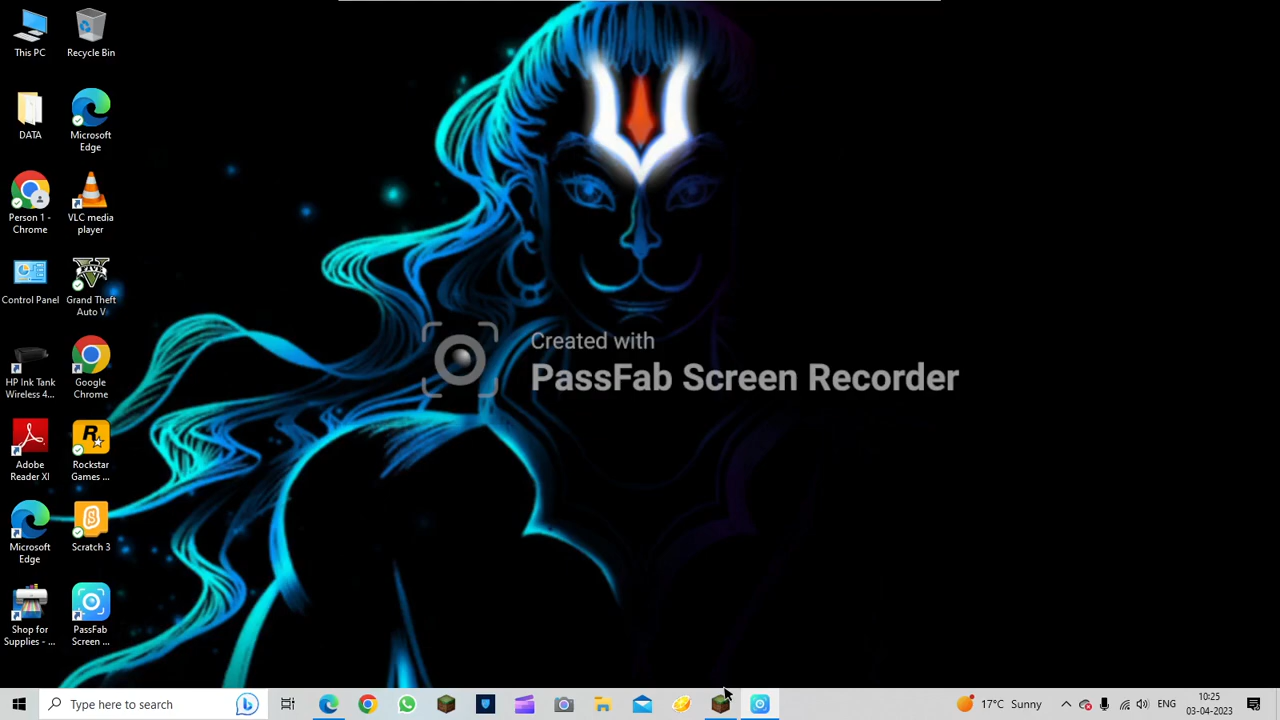 This PC
Recycle Bin
DATA
Microsoft
Edge
Person 1 -
Chrome
VLC media
player
Control Panel
Grand Theft
Auto V
HP Ink Tank
Wireless 4...
Google
Chrome
Adobe
Reader XI
Rockstar
Games ...
Microsoft
Edge
Scratch 3
Shop for
Supplies - ...
PassFab
Screen ...
Created with
PassFab Screen Recorder
Type here to search
17°C Sunny
ENG
10:25
03-04-2023